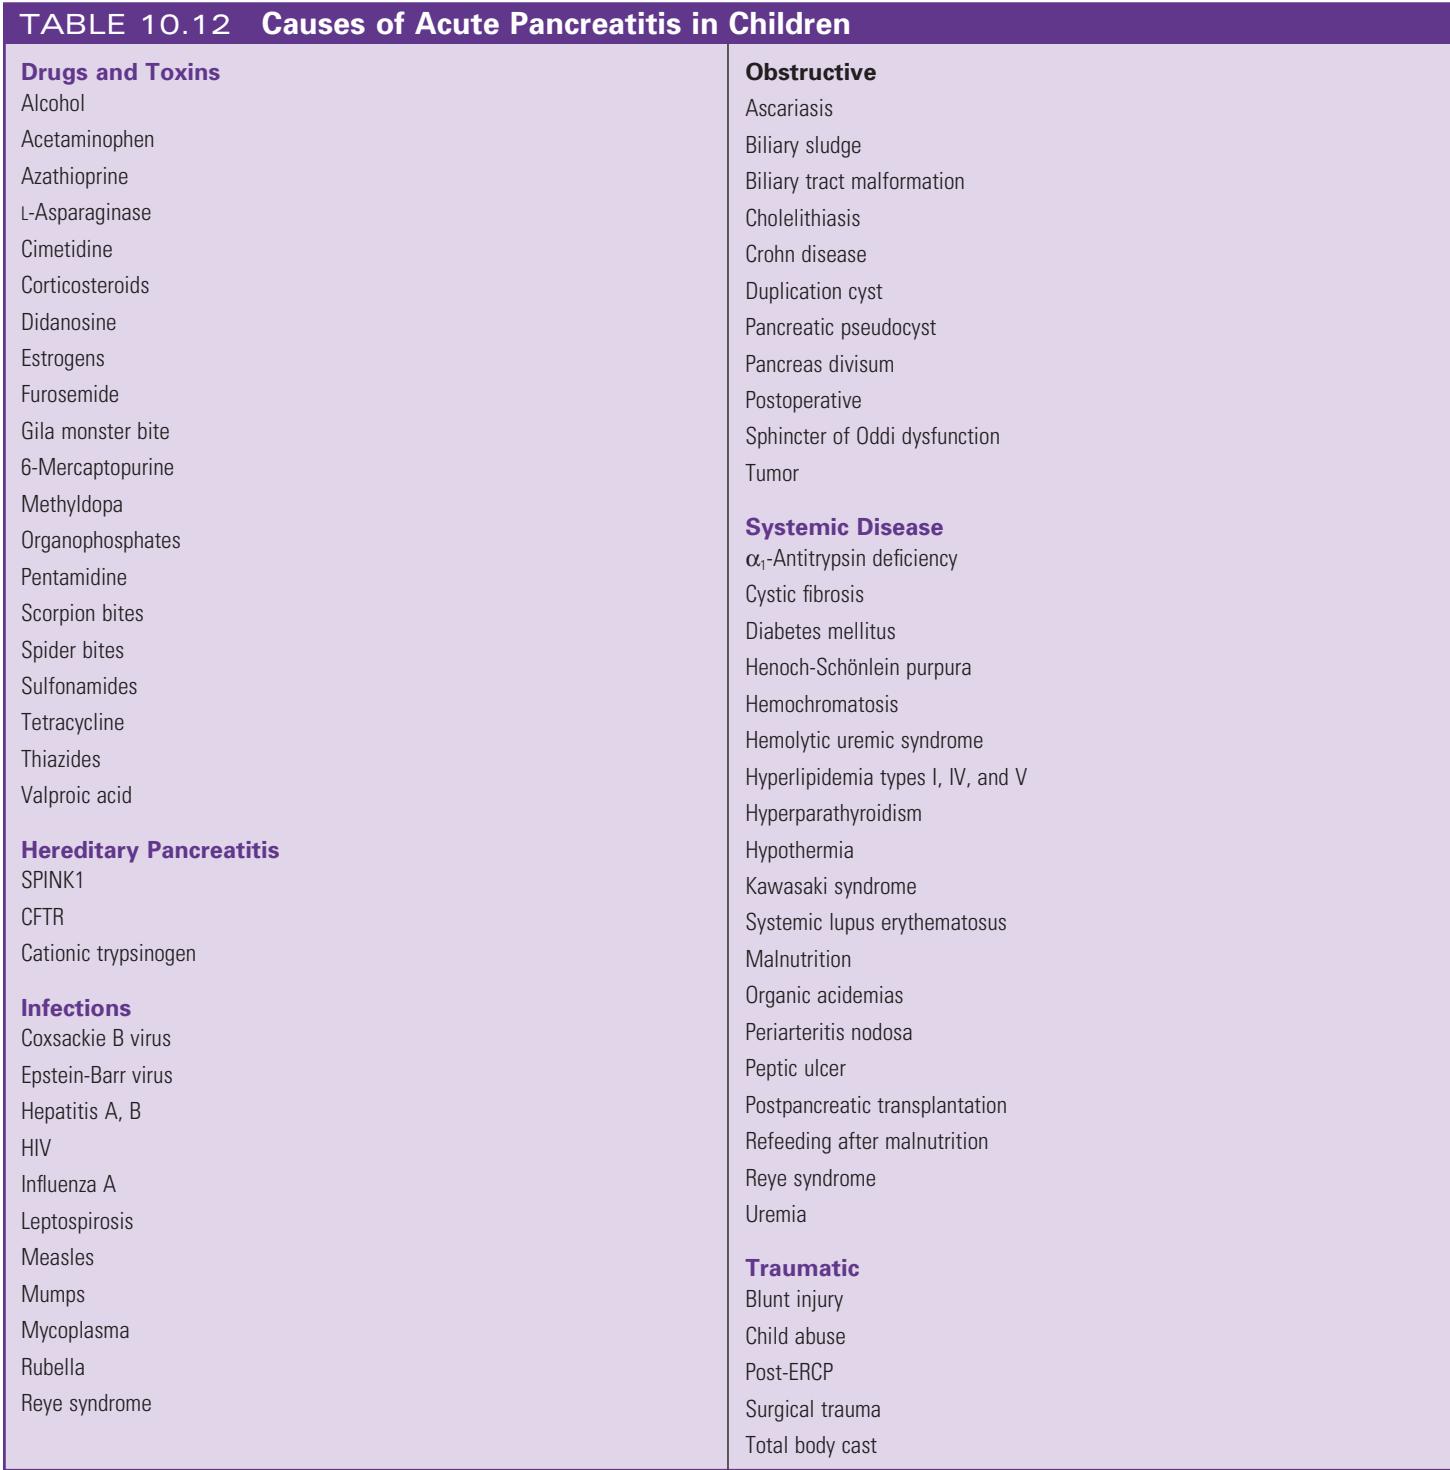 TABLE 10.12 Causes of Acute Pancreatitis in Children
Drugs and Toxins
Alcohol
Acetaminophen
Azathioprine
L-Asparaginase
Cimetidine
Corticosteroids
Didanosine
Estrogens
Furosemide
Gila monster bite
6-Mercaptopurine
Methyldopa
Organophosphates
Pentamidine
Scorpion bites
Spider bites
Sulfonamides
Tetracycline
Thiazides
Valproic acid
Hereditary Pancreatitis
SPINK1
CFTR
Cationic trypsinogen
Infections
Coxsackie B virus
Epstein-Barr virus
Hepatitis A, B
HIV
Influenza A
Leptospirosis
Measles
Mumps
Mycoplasma
Rubella
Reye syndrome
Obstructive
Ascariasis
Biliary sludge
Biliary tract malformation
Cholelithiasis
Crohn disease
Duplication cyst
Pancreatic pseudocyst
Pancreas divisum
Postoperative
Sphincter of Oddi dysfunction
Tumor
Systemic Disease
α₁-Antitrypsin deficiency
Cystic fibrosis
Diabetes mellitus
Henoch-Schönlein purpura
Hemochromatosis
Hemolytic uremic syndrome
Hyperlipidemia types I, IV, and V
Hyperparathyroidism
Hypothermia
Kawasaki syndrome
Systemic lupus erythematosus
Malnutrition
Organic acidemias
Periarteritis nodosa
Peptic ulcer
Postpancreatic transplantation
Refeeding after malnutrition
Reye syndrome
Uremia
Traumatic
Blunt injury
Child abuse
Post-ERCP
Surgical trauma
Total body cast